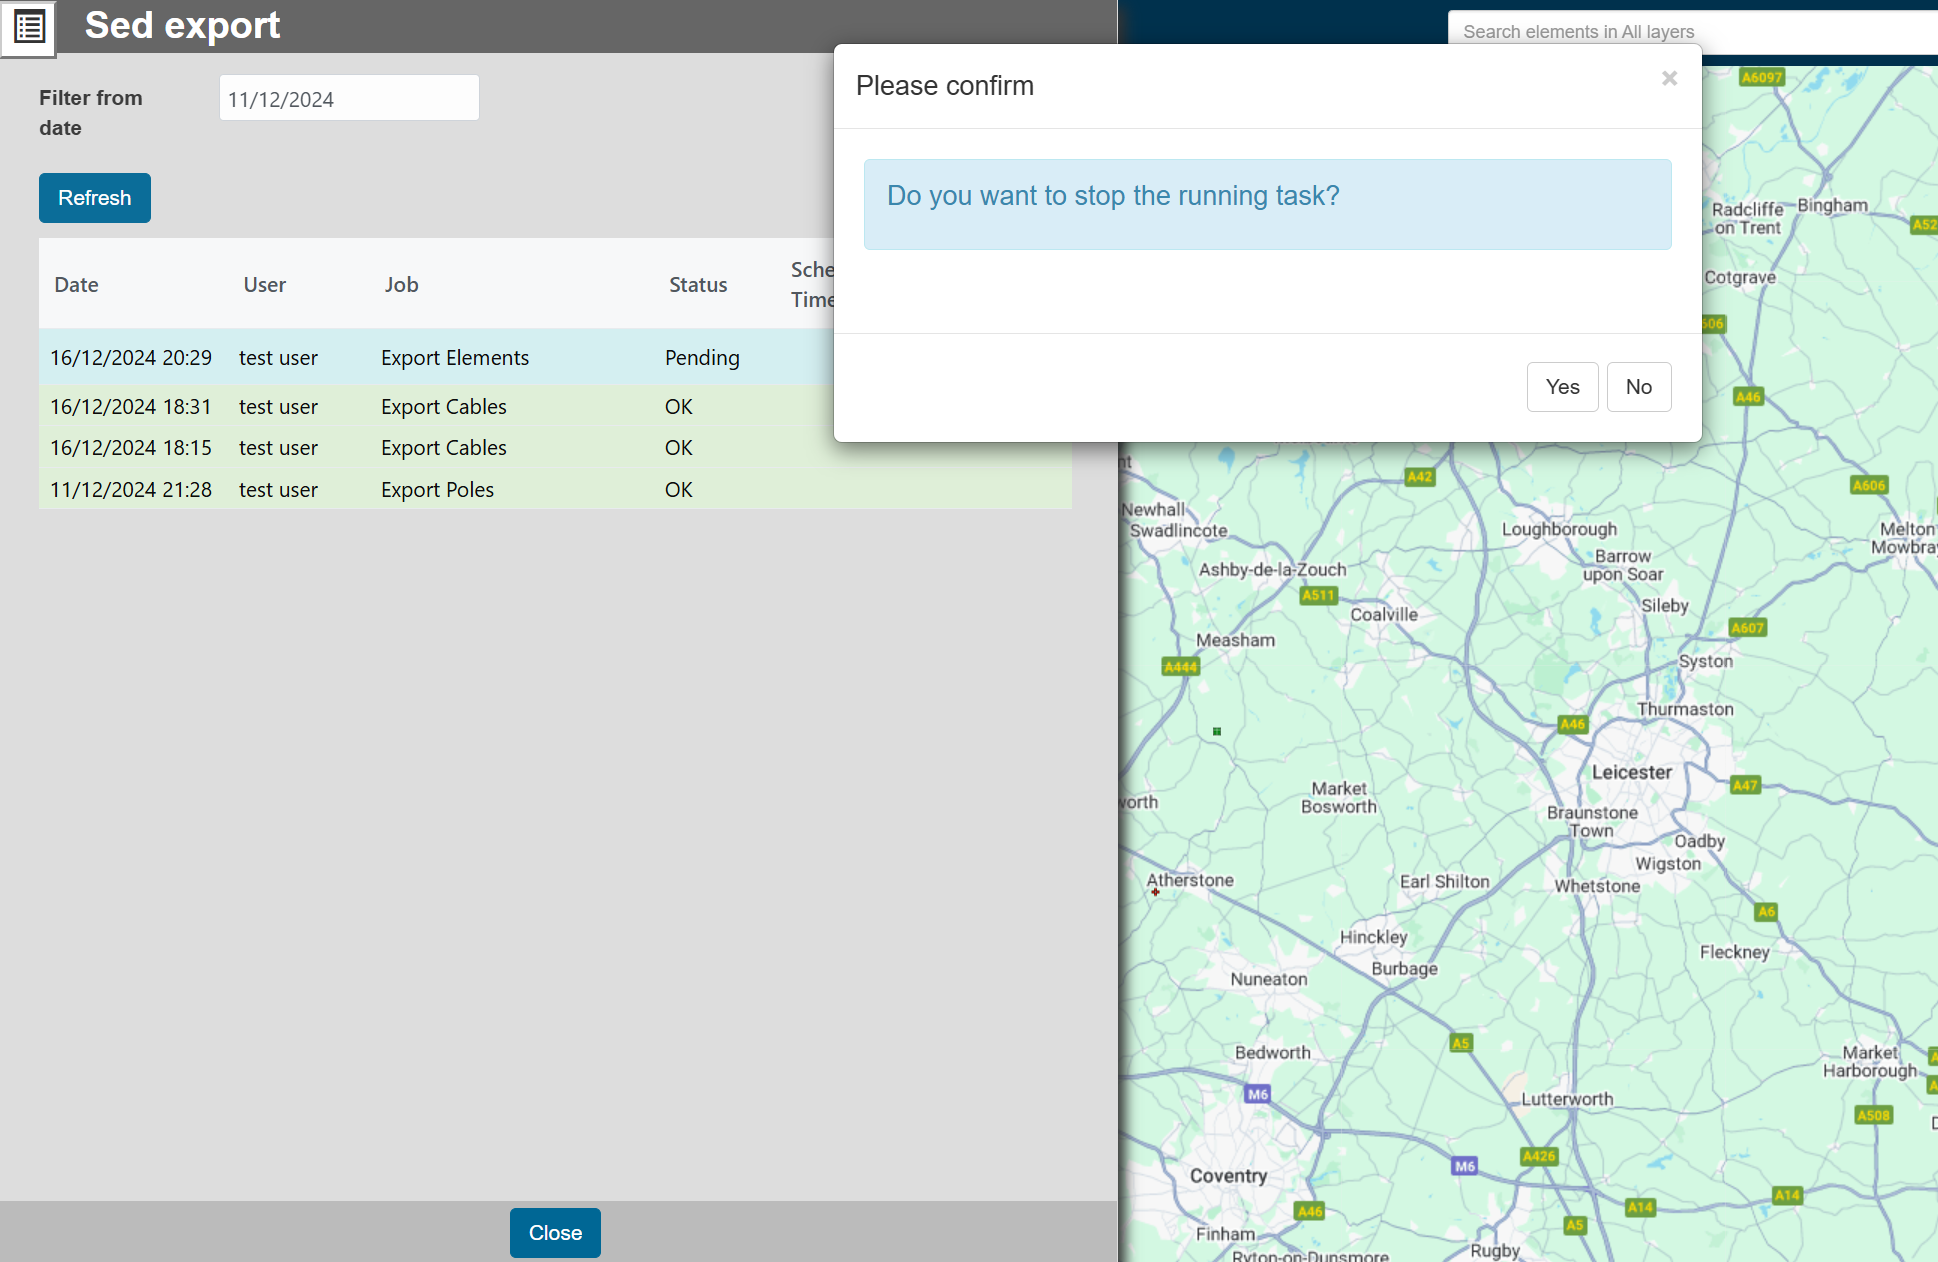 Sed export
Search elements in All layers
Filter from
date
11/12/2024
Refresh
Please confirm
×
Do you want to stop the running task?
Yes
No
Date User Job Status Sche
Time
16/12/2024 20:29 test user Export Elements Pending
16/12/2024 18:31 test user Export Cables OK
16/12/2024 18:15 test user Export Cables OK
11/12/2024 21:28 test user Export Poles OK
Close
A6097
Radcliffe
on Trent
Bingham
A52
Cotgrave
606
A46
A42
A606
nt
Newhall
Swadlincote
Loughborough
Melton
Mowbray
Barrow
upon Soar
Ashby-de-la-Zouch
A511
Coalville
Sileby
A607
Measham
A444
Syston
Thurmaston
A46
Leicester
A47
Market
Bosworth
worth
Braunstone
Town
Oadby
Wigston
Atherstone
Earl Shilton
Whetstone
A6
Hinckley
Fleckney
Burbage
Nuneaton
A5
Bedworth
Market
Harborough
M6
Lutterworth
A508
A426
M6
Coventry
A14
A14
A46
A5
Finham
Rugby
Ryton-on-Dunsmore